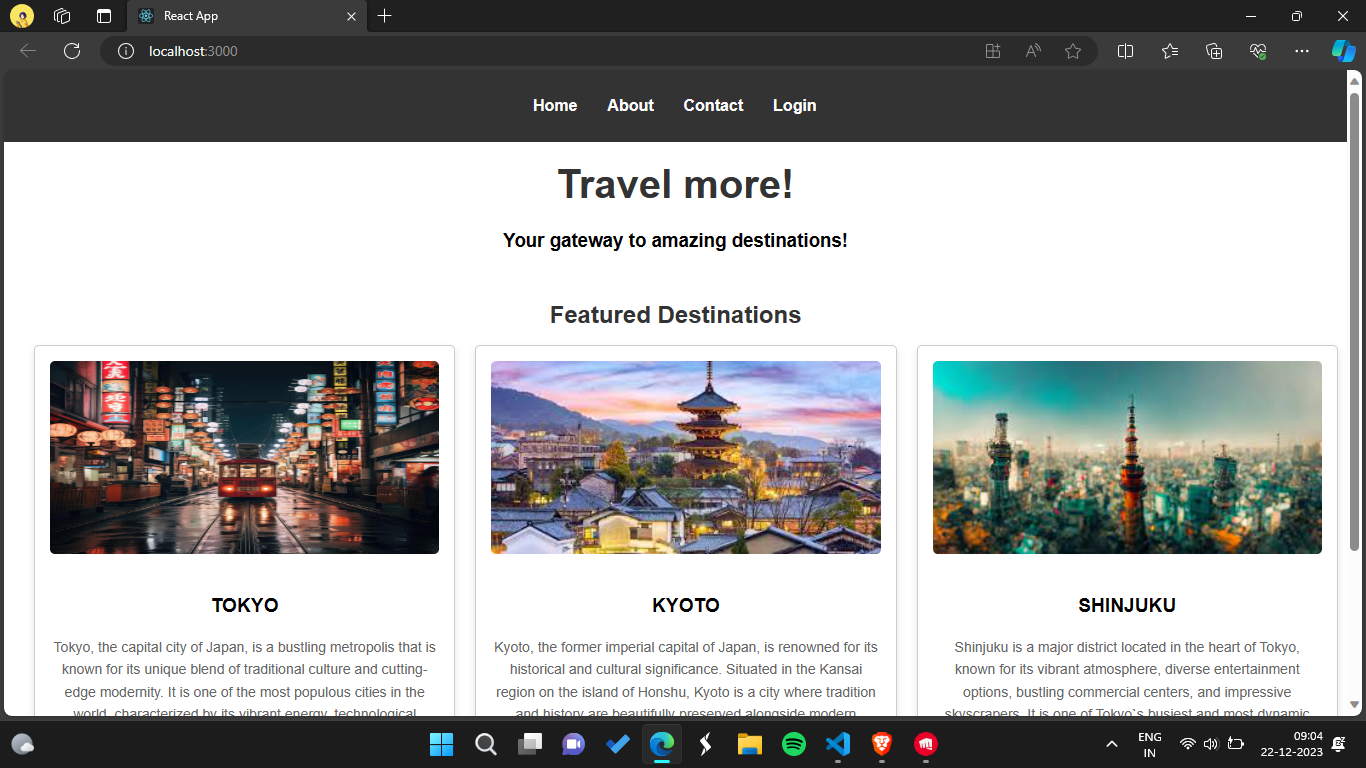 React App
localhost:3000
Home About Contact Login
Travel more!
Your gateway to amazing destinations!
Featured Destinations
TOKYO
Tokyo, the capital city of Japan, is a bustling metropolis that is
known for its unique blend of traditional culture and cutting-
edge modernity. It is one of the most populous cities in the
world, characterized by its vibrant energy, technological
KYOTO
Kyoto, the former imperial capital of Japan, is renowned for its
historical and cultural significance. Situated in the Kansai
region on the island of Honshu, Kyoto is a city where tradition
and history are beautifully preserved alongside modern
SHINJUKU
Shinjuku is a major district located in the heart of Tokyo,
known for its vibrant atmosphere, diverse entertainment
options, bustling commercial centers, and impressive
skyscrapers. It is one of Tokyo`s busiest and most dynamic
ENG
IN
09:04
22-12-2023